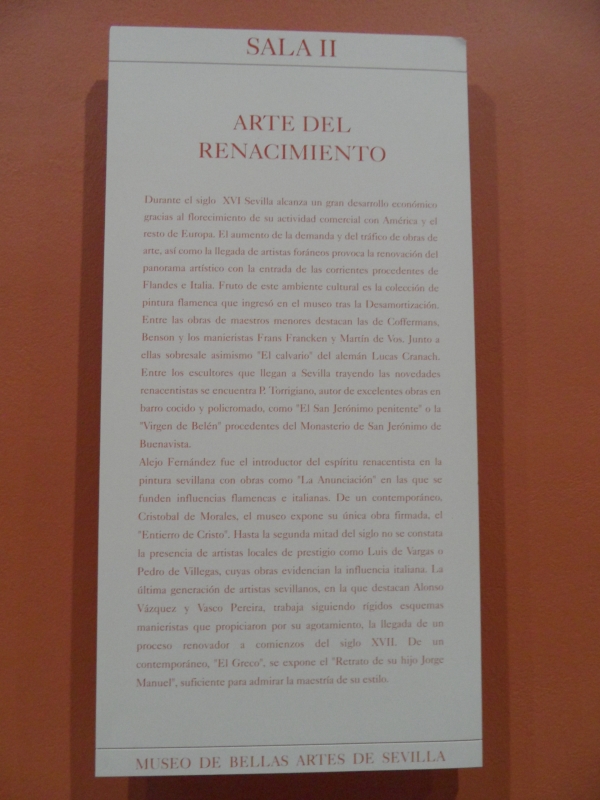 SALA II
ARTE DEL
RENACIMIENTO
Durante el siglo XVI Sevilla alcanza un gran desarrollo económico
gracias al florecimiento de su actividad comercial con América y el
resto de Europa. El aumento de la demanda y del tráfico de obras de
arte, así como la llegada de artistas foráneos provoca la renovación del
panorama artístico con la entrada de las corrientes procedentes de
Flandes e Italia. Fruto de este ambiente cultural es la colección de
pintura flamenca que ingresó en el museo tras la Desamortización.
Entre las obras de maestros menores destacan las de Coffermans,
Benson y los manieristas Frans Francken y Martín de Vos. Junto a
ellas sobresale asimismo "El calvario" del alemán Lucas Cranach.
Entre los escultores que llegan a Sevilla trayendo las novedades
renacentistas se encuentra P. Torrigiano, autor de excelentes obras en
barro cocido y policromado, como "El San Jerónimo penitente" o la
"Virgen de Belén" procedentes del Monasterio de San Jerónimo de
Buenavista.
Alejo Fernández fue el introductor del espíritu renacentista en la
pintura sevillana con obras como "La Anunciación" en las que se
funden influencias flamencas e italianas. De un contemporáneo,
Cristobal de Morales, el museo expone su única obra firmada, el
"Entierro de Cristo". Hasta la segunda mitad del siglo no se constata
la presencia de artistas locales de prestigio como Luis de Vargas o
Pedro de Villegas, cuyas obras evidencian la influencia italiana. La
última generación de artistas sevillanos, en la que destacan Alonso
Vázquez y Vasco Pereira, trabaja siguiendo rígidos esquemas
manieristas que propiciaron por su agotamiento, la llegada de un
proceso renovador a comienzos del siglo XVII. De un
contemporáneo, "El Greco", se expone el "Retrato de su hijo Jorge
Manuel", suficiente para admirar la maestría de su estilo.
MUSEO DE BELLAS ARTES DE SEVILLA